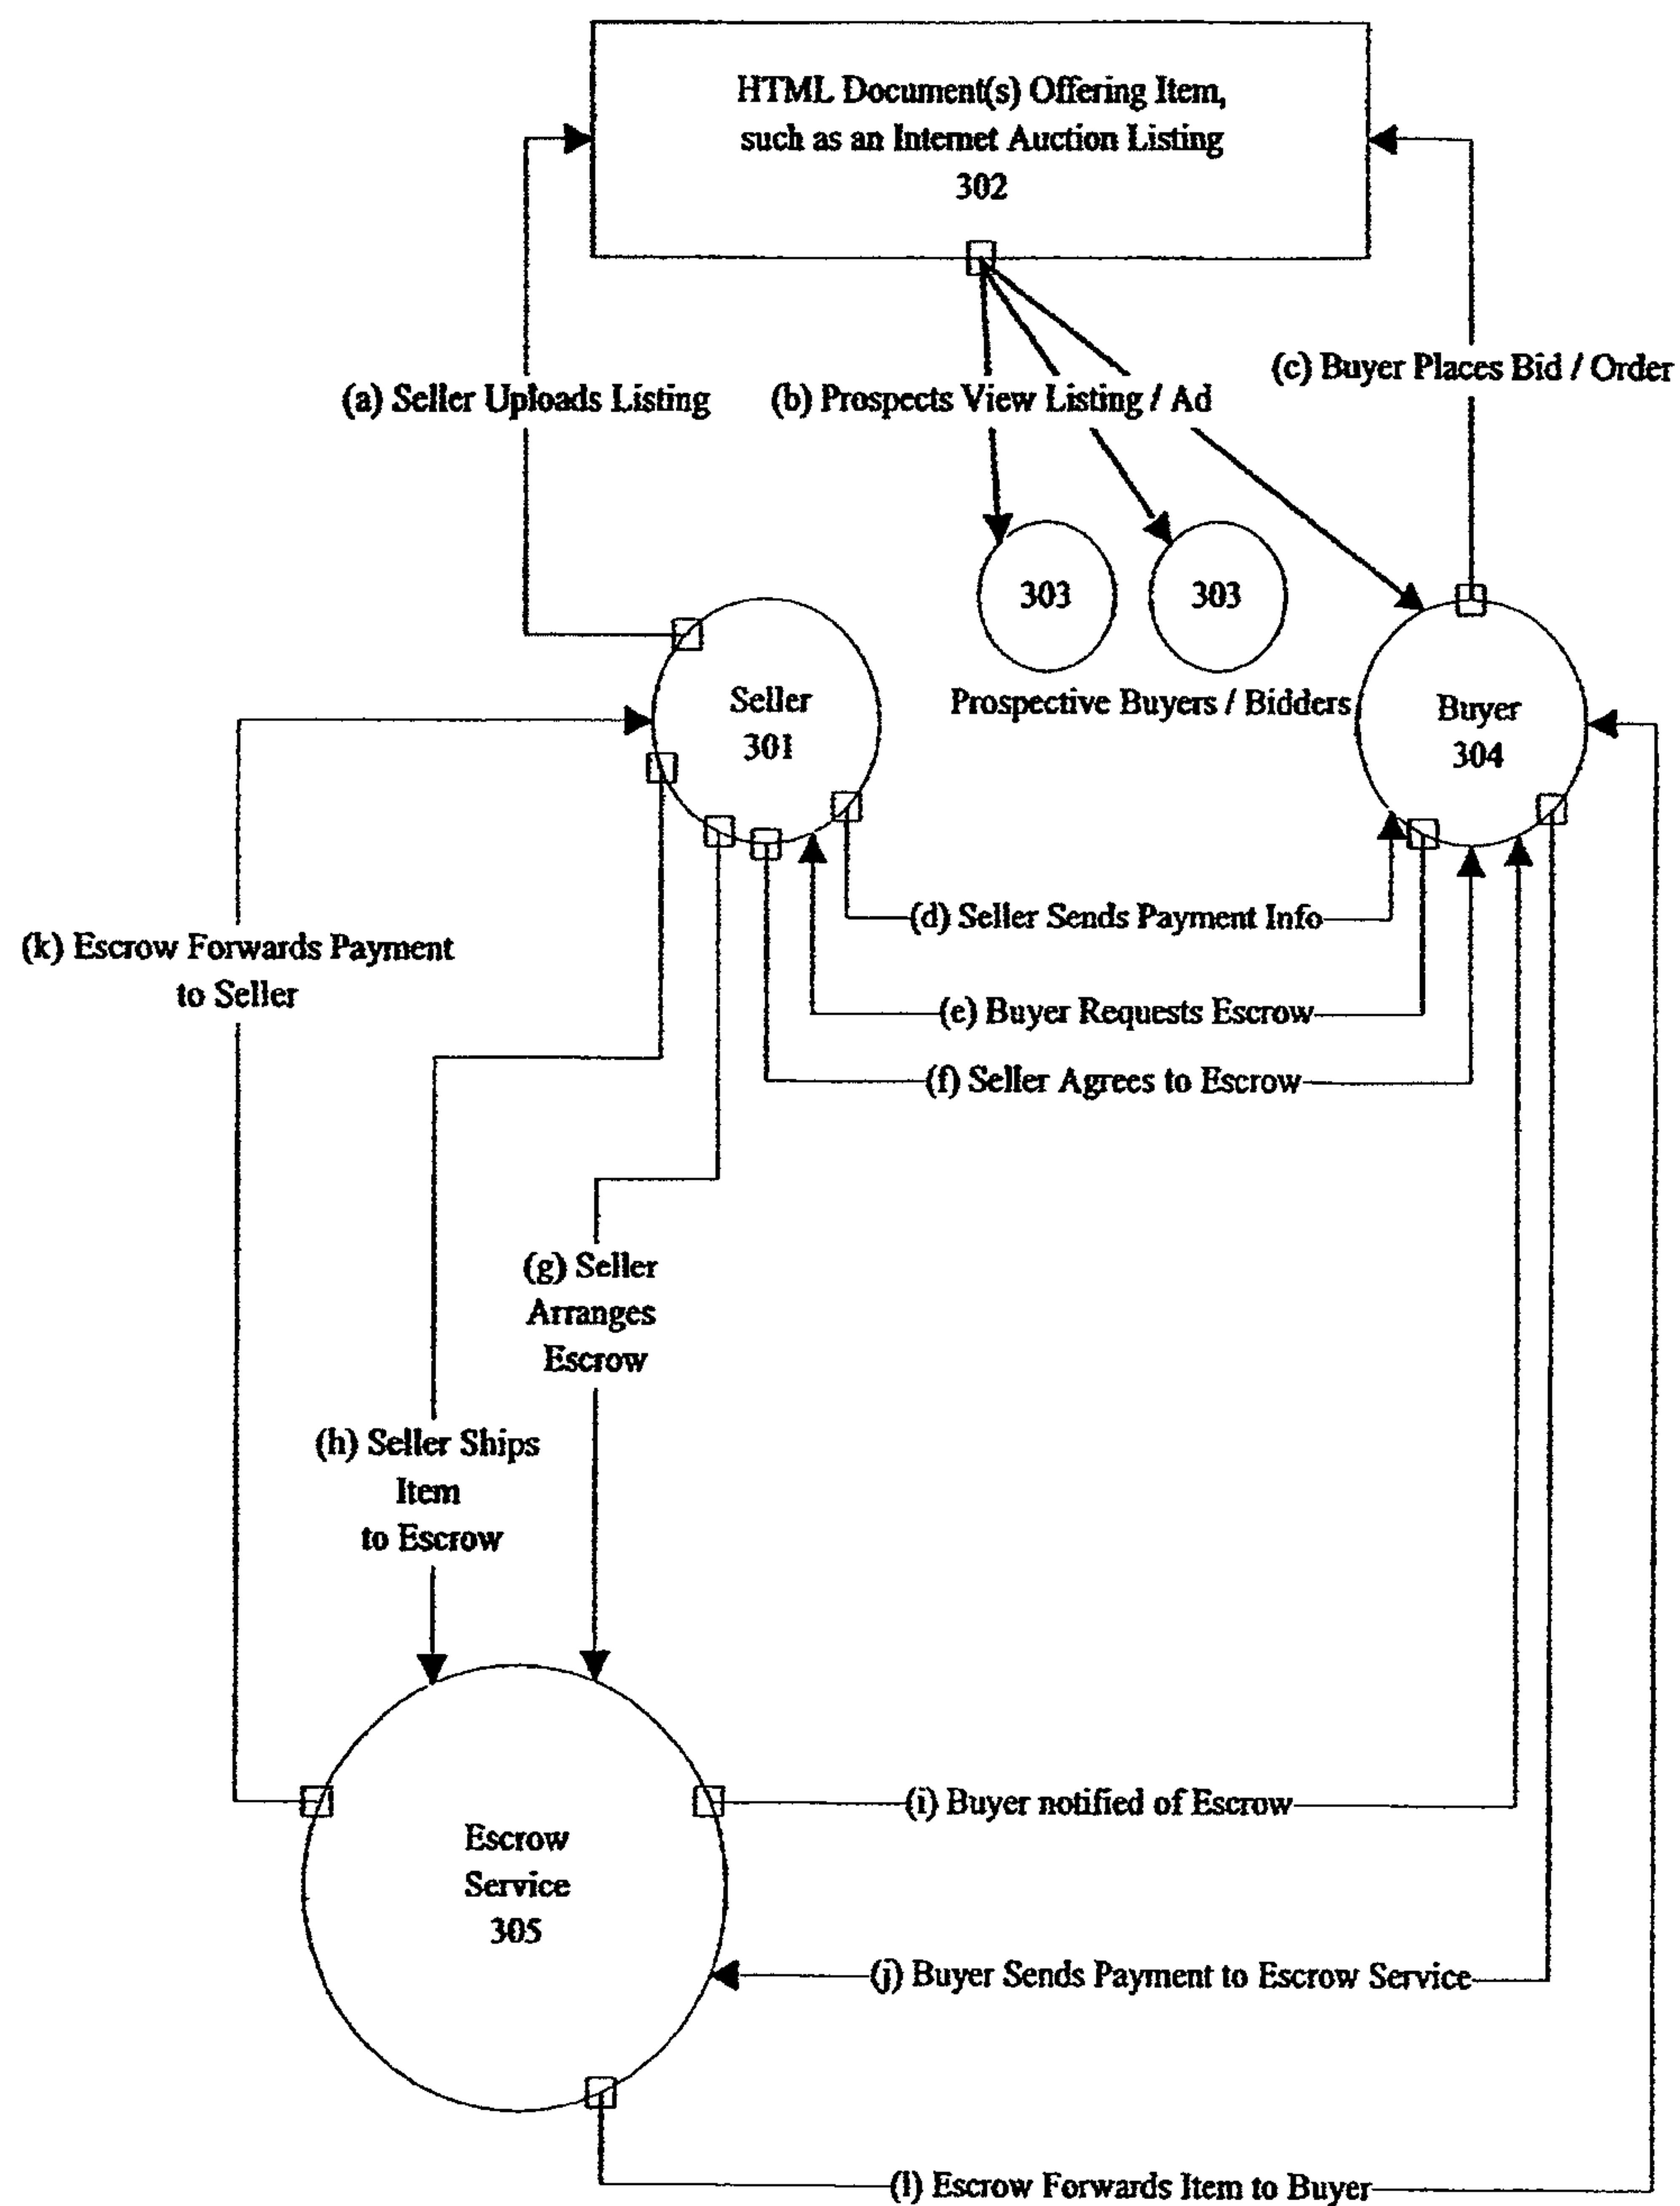 HTML Document(s) Offering Item,
such as an Internet Auction Listing
302
(c) Buyer Places Bid / Order
(a) Seller Uploads Listing
(b) Prospects View Listing / Ad
303
303
Prospective Buyers / Bidders
Seller
301
Buyer
304
(d) Seller Sends Payment Info
(k) Escrow Forwards Payment
to Seller
(e) Buyer Requests Escrow
(f) Seller Agrees to Escrow
(g) Seller
Arranges
Escrow
(h) Seller Ships
Item
to Escrow
(i) Buyer notified of Escrow
Escrow
Service
305
(j) Buyer Sends Payment to Escrow Service
(l) Escrow Forwards Item to Buyer